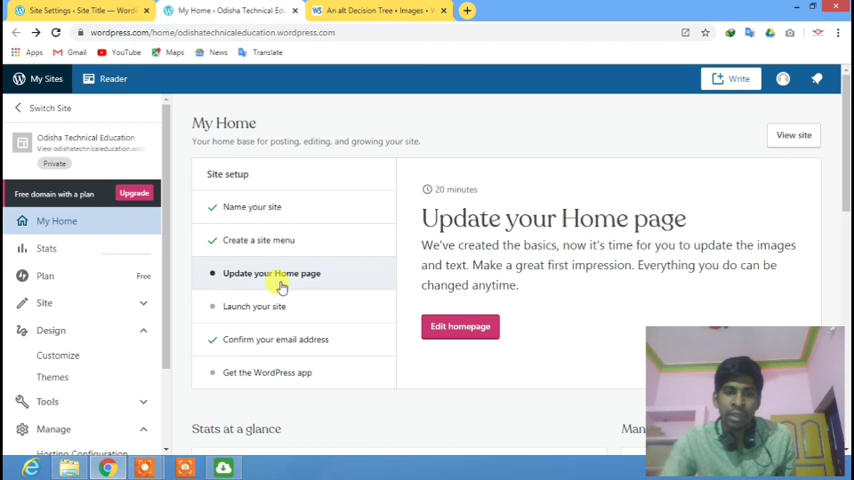 Site Settings ‹ Site Title — WordP
My Home ‹ Odisha Technical Edu
An alt Decision Tree • Images • W
wordpress.com/home/odishatechnicaleducation.wordpress.com
Apps
Gmail
YouTube
Maps
News
Translate
My Sites
Reader
Write
Switch Site
Odisha Technical Education
View odishatechnicaleducation.wor
Private
Free domain with a plan
Upgrade
My Home
Stats
Plan
Free
Site
Design
Customize
Themes
Tools
Manage
Hosting Configuration
My Home
Your home base for posting, editing, and growing your site.
View site
Site setup
Name your site
Create a site menu
Update your Home page
Launch your site
Confirm your email address
Get the WordPress app
20 minutes
Update your Home page
We've created the basics, now it's time for you to update the images
and text. Make a great first impression. Everything you do can be
changed anytime.
Edit homepage
Stats at a glance